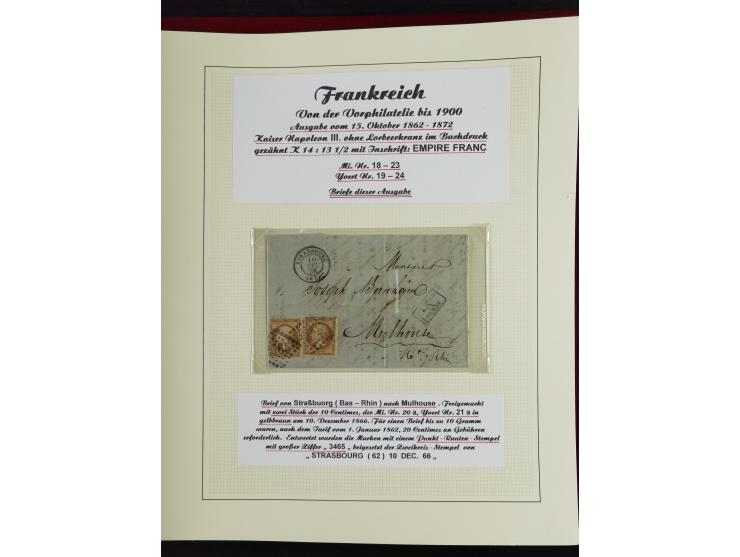 Frankreich
Von der Vorphilatelie bis 1900
Ausgabe vom 15. Oktober 1862 - 1872
Kaiser Napoleon III. ohne Lorbeerkranz im Buchdruck
gezähnt K 14 : 13 1/2 mit Inschrift: EMPIRE FRANC
Mi. Nr. 18 – 23
Yvert Nr. 19 – 24
Briefe dieser Ausgabe
STRASBOURG
Monsieur
Joseph Bernheim
Mulhouse
Brief von Straßbuorg ( Bas – Rhin ) nach Mulhouse . Freigemacht
mit zwei Stück der 10 Centimes, der Mi. Nr. 20 a, Yvert Nr. 21 a in
gelbbraun am 10. Dezember 1866. Für einen Brief bis zu 10 Gramm
waren, nach dem Tarif vom 1. Januar 1862, 20 Centimes an Gebühren
erforderlich. Entwertet wurden die Marken mit einem Punkt - Rauten - Stempel
mit großer Ziffer „ 3465 „ beigesetzt der Zweikreis - Stempel von
„ STRASBOURG ( 62 ) 10 DEC. 66 „